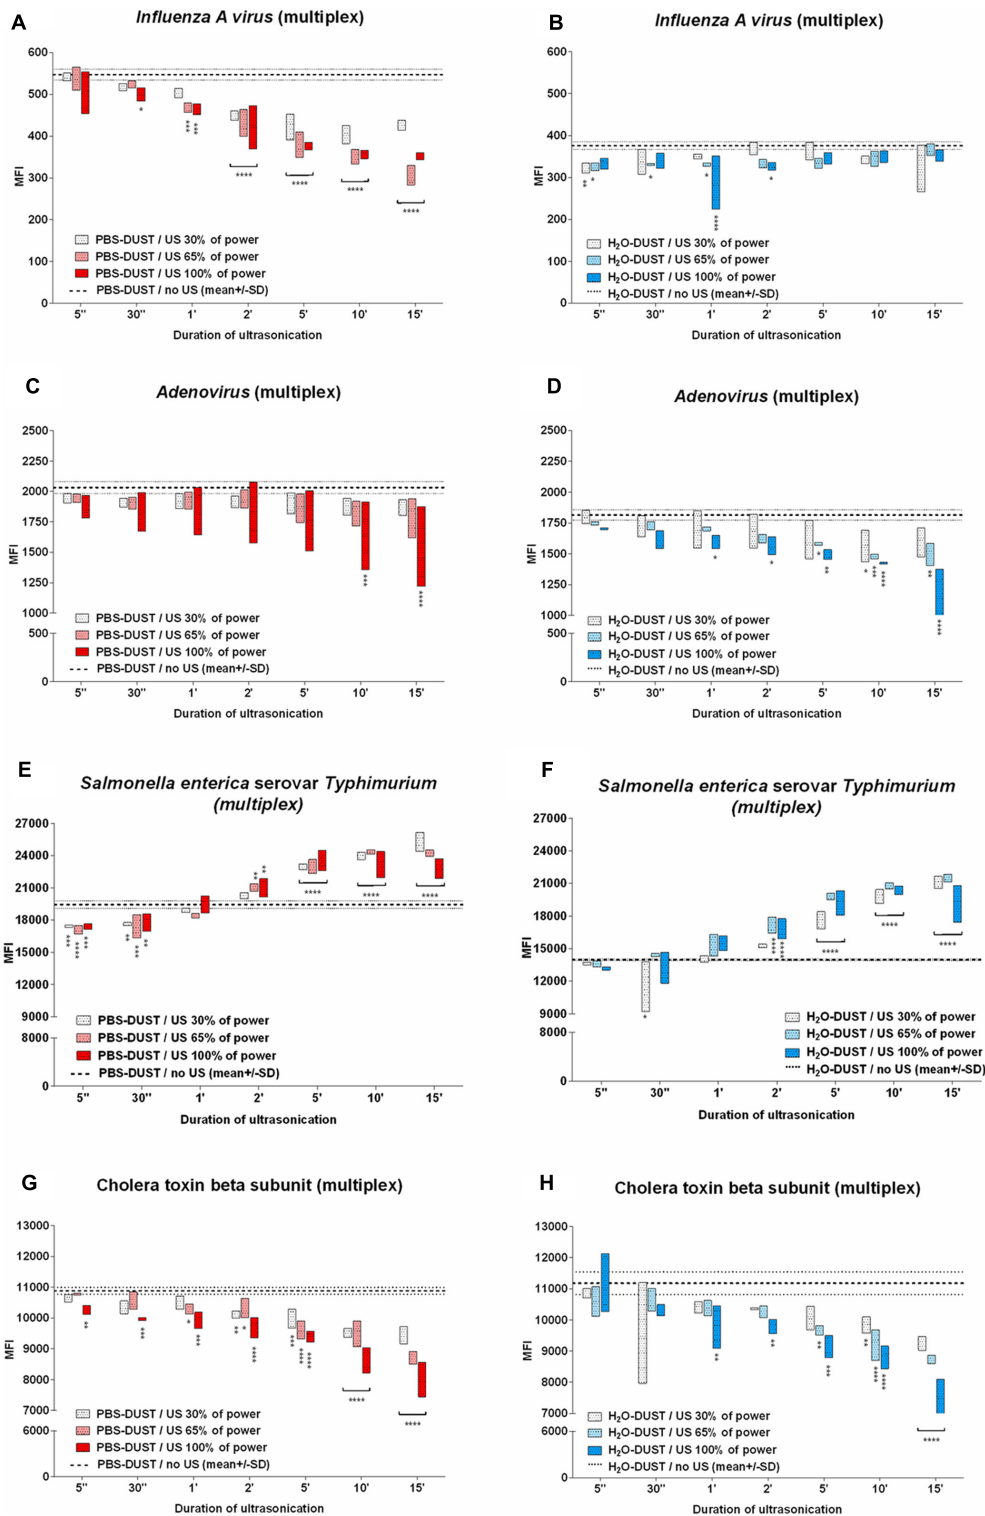 A
Influenza A virus (multiplex)
600
500
400
300
200
100
0
MFI
*
***
***
****
****
****
****
PBS-DUST / US 30% of power
PBS-DUST / US 65% of power
PBS-DUST / US 100% of power
PBS-DUST / no US (mean+/-SD)
5" 30" 1' 2' 5' 10' 15'
Duration of ultrasonication
B
Influenza A virus (multiplex)
600
500
400
300
200
100
0
MFI
**
*
*
*
****
*
H2O-DUST / US 30% of power
H2O-DUST / US 65% of power
H2O-DUST / US 100% of power
H2O-DUST / no US (mean+/-SD)
5" 30" 1' 2' 5' 10' 15'
Duration of ultrasonication
C
Adenovirus (multiplex)
2500
2250
2000
1750
1500
1250
1000
500
0
MFI
***
****
PBS-DUST / US 30% of power
PBS-DUST / US 65% of power
PBS-DUST / US 100% of power
PBS-DUST / no US (mean+/-SD)
5" 30" 1' 2' 5' 10' 15'
Duration of ultrasonication
D
Adenovirus (multiplex)
2500
2250
2000
1750
1500
1250
1000
500
0
MFI
*
*
*
**
*
***
****
**
****
H2O-DUST / US 30% of power
H2O-DUST / US 65% of power
H2O-DUST / US 100% of power
H2O-DUST / no US (mean+/-SD)
5" 30" 1' 2' 5' 10' 15'
Duration of ultrasonication
E
Salmonella enterica serovar Typhimurium
(multiplex)
27000
24000
21000
18000
15000
12000
9000
8000
0
MFI
***
****
***
**
***
**
**
**
****
****
****
PBS-DUST / US 30% of power
PBS-DUST / US 65% of power
PBS-DUST / US 100% of power
PBS-DUST / no US (mean+/-SD)
5" 30" 1' 2' 5' 10' 15'
Duration of ultrasonication
F
Salmonella enterica serovar Typhimurium
(multiplex)
27000
24000
21000
18000
15000
12000
9000
8000
0
MFI
*
****
****
****
****
****
H2O-DUST / US 30% of power
H2O-DUST / US 65% of power
H2O-DUST / US 100% of power
H2O-DUST / no US (mean+/-SD)
5" 30" 1' 2' 5' 10' 15'
Duration of ultrasonication
G
Cholera toxin beta subunit (multiplex)
13000
12000
11000
10000
9000
8000
7000
6000
0
MFI
**
***
*
****
**
*
****
***
****
****
****
****
PBS-DUST / US 30% of power
PBS-DUST / US 65% of power
PBS-DUST / US 100% of power
PBS-DUST / no US (mean+/-SD)
5" 30" 1' 2' 5' 10' 15'
Duration of ultrasonication
H
Cholera toxin beta subunit (multiplex)
13000
12000
11000
10000
9000
8000
7000
6000
0
MFI
**
**
**
***
**
****
****
****
H2O-DUST / US 30% of power
H2O-DUST / US 65% of power
H2O-DUST / US 100% of power
H2O-DUST / no US (mean+/-SD)
5" 30" 1' 2' 5' 10' 15'
Duration of ultrasonication